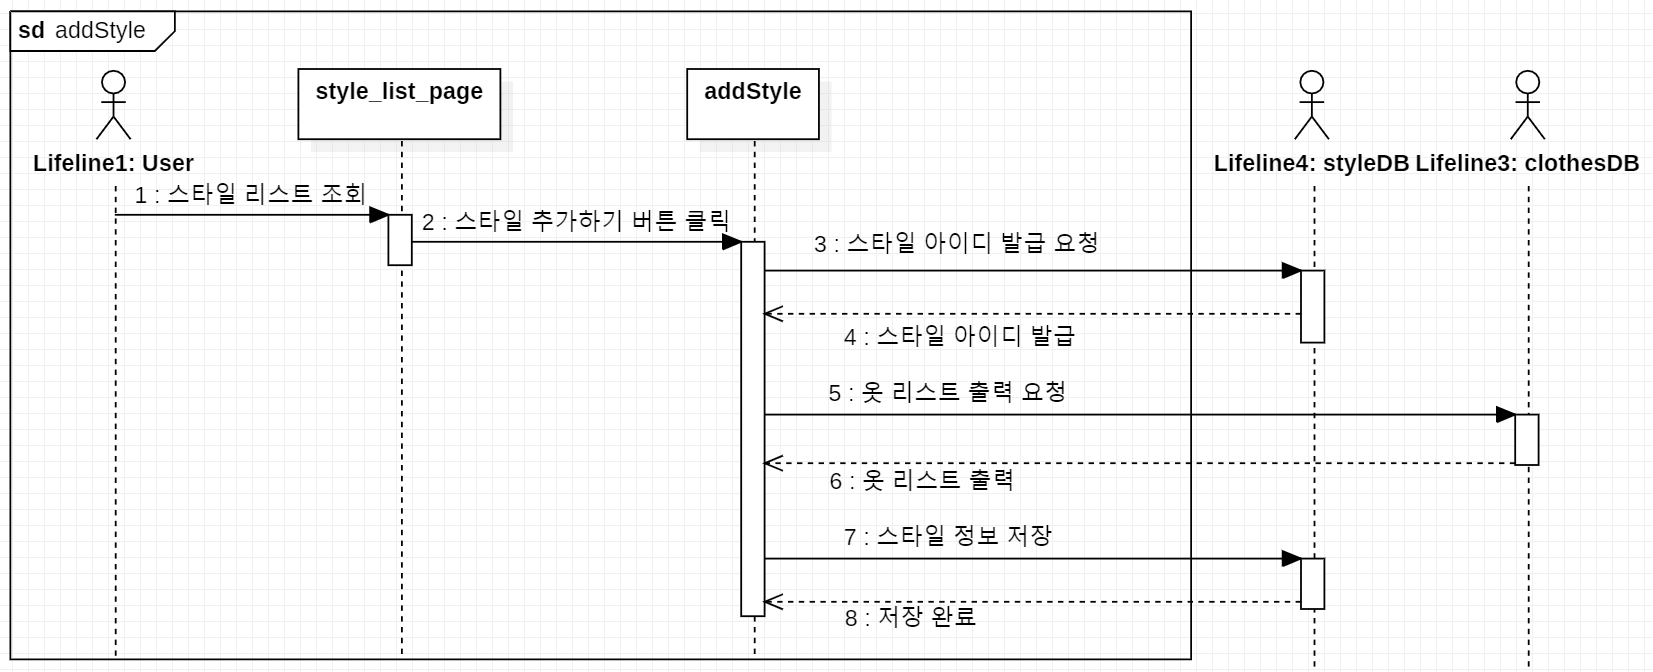 sd addStyle
style_list_page
addStyle
Lifeline1: User
Lifeline4: styleDB
Lifeline3: clothesDB
1 : 스타일 리스트 조회
2 : 스타일 추가하기 버튼 클릭
3 : 스타일 아이디 발급 요청
4 : 스타일 아이디 발급
5 : 옷 리스트 출력 요청
6 : 옷 리스트 출력
7 : 스타일 정보 저장
8 : 저장 완료